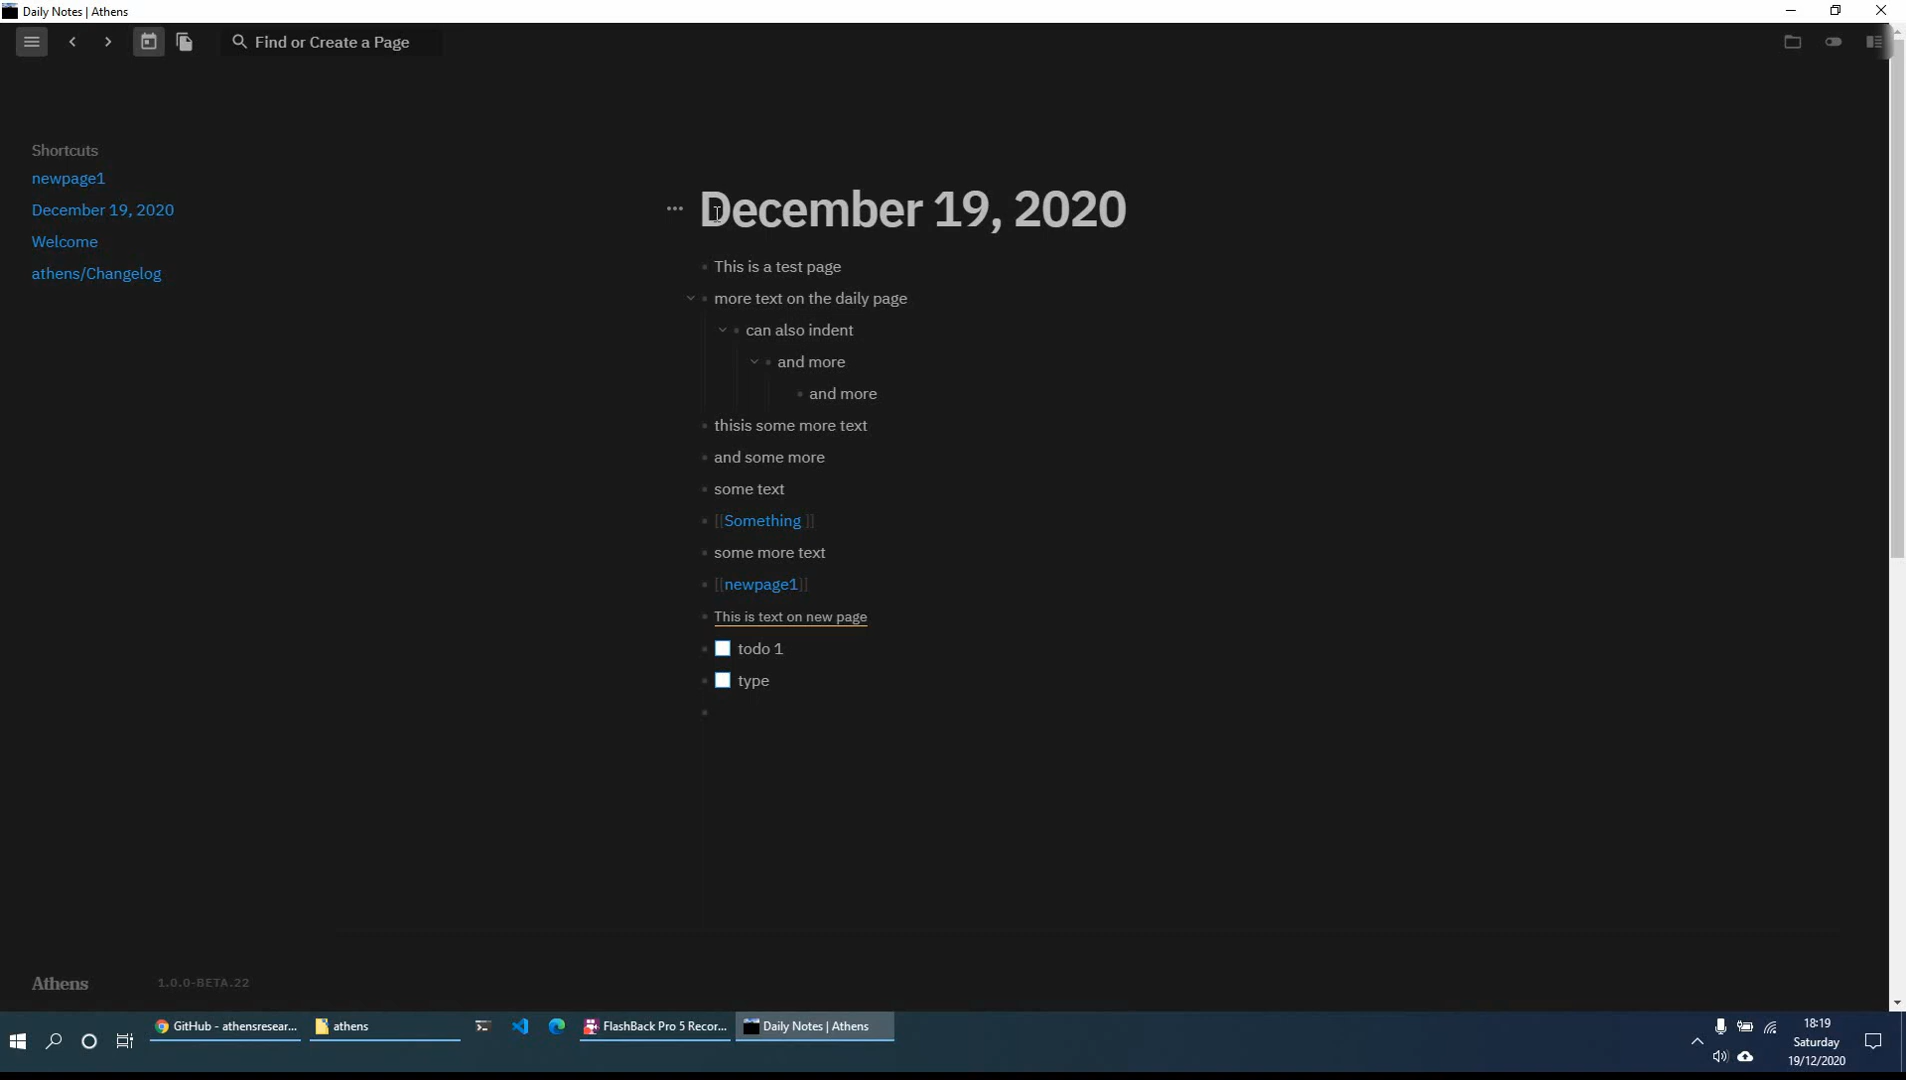 Daily Notes | Athens
Find or Create a Page
Shortcuts
newpage1
December 19, 2020
Welcome
athens/Changelog
December 19, 2020
This is a test page
more text on the daily page
can also indent
and more
and more
thisis some more text
and some more
some text
[[Something ]]
some more text
[[newpage1]]
This is text on new page
todo 1
type
Athens 1.0.0-BETA.22
GitHub - athensresear...
athens
FlashBack Pro 5 Recor...
Daily Notes | Athens
18:19
Saturday
19/12/2020